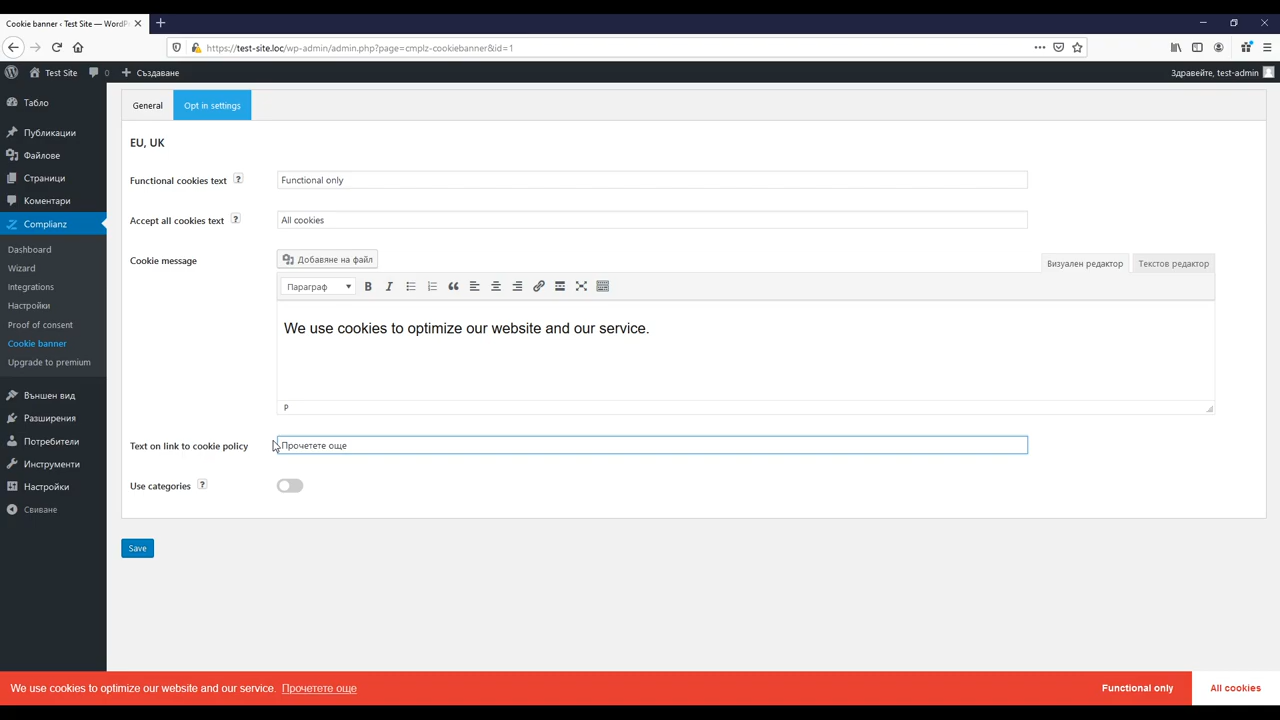 Cookie banner ‹ Test Site — WordP
https://test-site.loc/wp-admin/admin.php?page=cmplz-cookiebanner&id=1
Test Site
0
Създаване
Здравейте, test-admin
Табло
Публикации
Файлове
Страници
Коментари
Complianz
Dashboard
Wizard
Integrations
Настройки
Proof of consent
Cookie banner
Upgrade to premium
Външен вид
Разширения
Потребители
Инструменти
Настройки
Свиване
General
Opt in settings
EU, UK
Functional cookies text ?
Functional only
Accept all cookies text ?
All cookies
Cookie message
Добавяне на файл
Визуален редактор
Текстов редактор
Параграф
B I
We use cookies to optimize our website and our service.
P
Text on link to cookie policy
Прочетете още
Use categories ?
Save
We use cookies to optimize our website and our service. Прочетете още
Functional only
All cookies